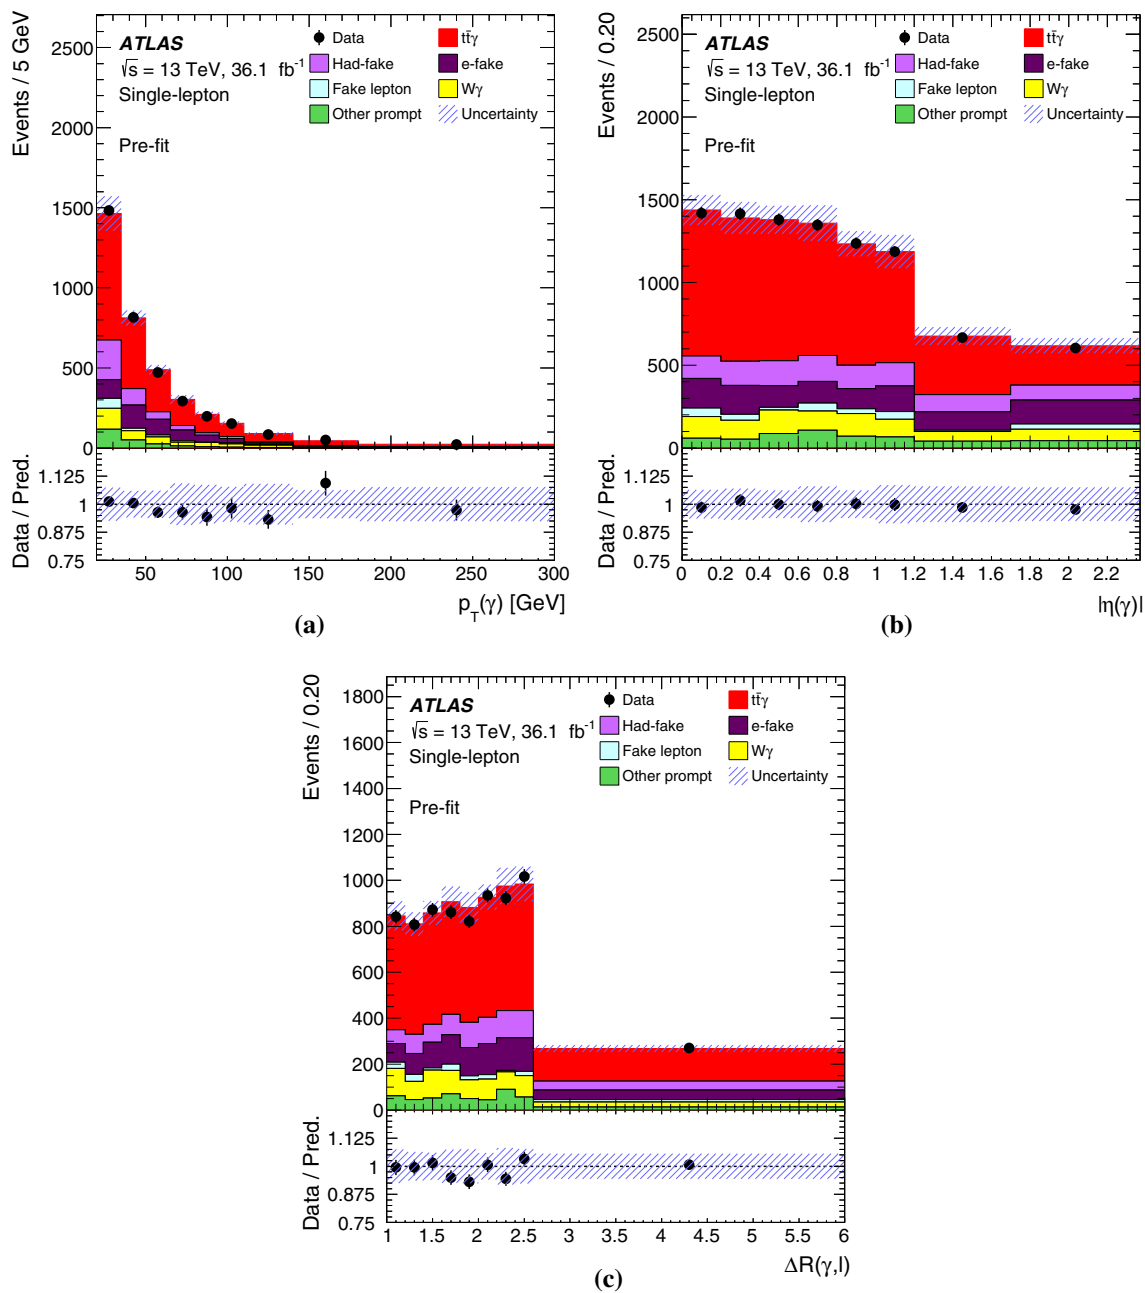 Events / 5 GeV
2500
2000
1500
1000
500
0
ATLAS
√s = 13 TeV, 36.1 fb⁻¹
Single-lepton
Pre-fit
Data
tt̄γ
Had-fake
e-fake
Fake lepton
Wγ
Other prompt
Uncertainty
Data / Pred.
1.125
1
0.875
0.75
50 100 150 200 250 300
p_T(γ) [GeV]
(a)
Events / 0.20
2500
2000
1500
1000
500
0
ATLAS
√s = 13 TeV, 36.1 fb⁻¹
Single-lepton
Pre-fit
Data
tt̄γ
Had-fake
e-fake
Fake lepton
Wγ
Other prompt
Uncertainty
Data / Pred.
1.125
1
0.875
0.75
0 0.2 0.4 0.6 0.8 1 1.2 1.4 1.6 1.8 2 2.2
|η(γ)|
(b)
Events / 0.20
1800
1600
1400
1200
1000
800
600
400
200
0
ATLAS
√s = 13 TeV, 36.1 fb⁻¹
Single-lepton
Pre-fit
Data
tt̄γ
Had-fake
e-fake
Fake lepton
Wγ
Other prompt
Uncertainty
Data / Pred.
1.125
1
0.875
0.75
1 1.5 2 2.5 3 3.5 4 4.5 5 5.5 6
ΔR(γ,l)
(c)